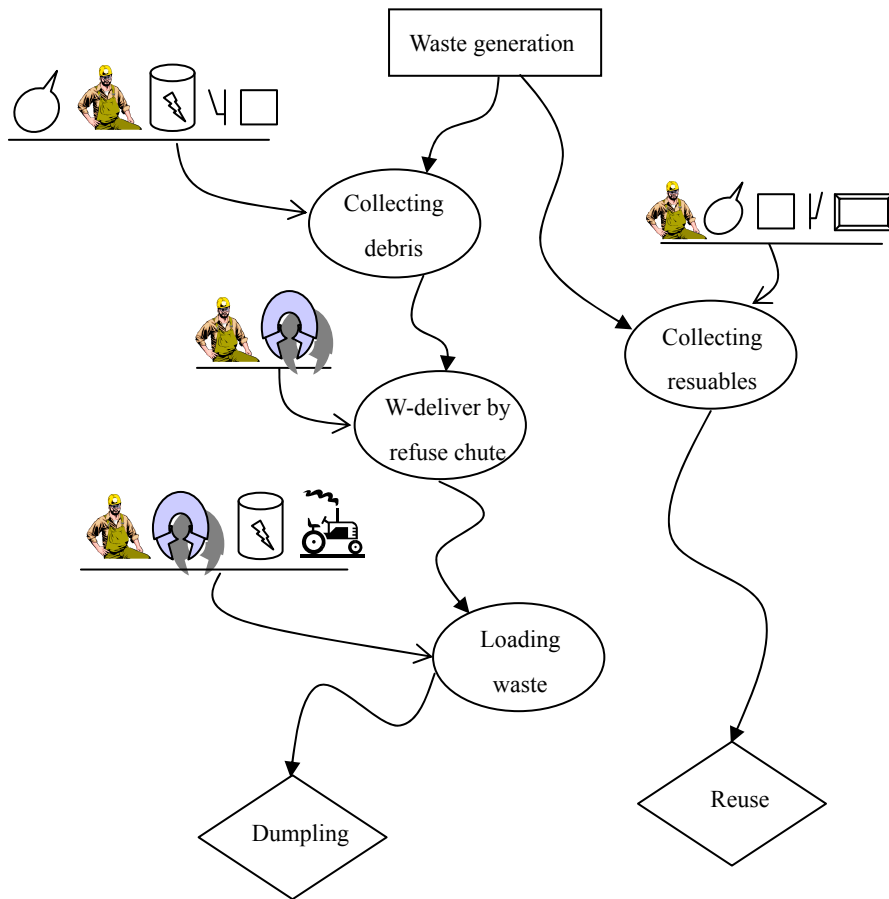 Waste generation
Collecting
debris
Collecting
resuables
W-deliver by
refuse chute
Loading
waste
Reuse
Dumpling